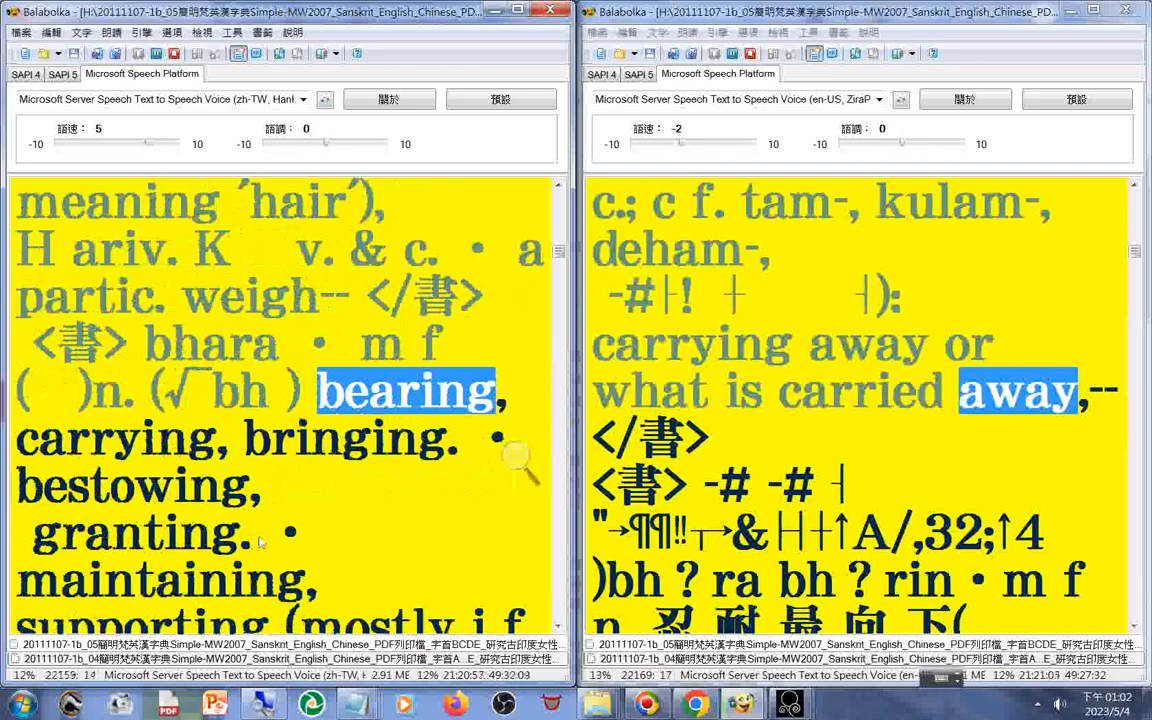 Balabolka - [H:\20111107-1b_05簡明梵英漢字典Simple-MW2007_Sanskrit_English_Chinese_PD...
檔案 編輯 文字 朗讀 引擎 選項 檢視 工具 書籤 說明
SAPI 4 SAPI 5 Microsoft Speech Platform
Microsoft Server Speech Text to Speech Voice (zh-TW, Hanl
關於 預設
語速： 5 語調： 0
-10 10 -10 10
meaning 'hair'),
H ariv. K v. & c. • a
partic. weigh-- </書>
<書> bhara • m f
( )n. (√ bh ) bearing,
carrying, bringing. •
bestowing,
granting. •
maintaining,
supporting (mostly i f
20111107-1b_05簡明梵英漢字典Simple-MW2007_Sanskrit_English_Chinese_PDF列印檔_字首BCDE_研究古印度女性...
20111107-1b_04簡明梵英漢字典Simple-MW2007_Sanskrit_English_Chinese_PDF列印檔_字首A...E_研究古印度女性...
12% 22159: 14 Microsoft Server Speech Text to Speech Voice (zh-TW, H 2.91 MB 12% 21:20:57/49:32:03
Balabolka - [H:\20111107-1b_05簡明梵英漢字典Simple-MW2007_Sanskrit_English_Chinese_PD...
檔案 編輯 文字 朗讀 引擎 選項 檢視 工具 書籤 說明
SAPI 4 SAPI 5 Microsoft Speech Platform
Microsoft Server Speech Text to Speech Voice (en-US, ZiraP
關於 預設
語速： -2 語調： 0
-10 10 -10 10
c.; c f. tam-, kulam-,
deham-,
-#├! ┼ ┤):
carrying away or
what is carried away,--
</書>
<書> -# -# ┤
"→¶¶‼┬→&├┼↑A/,32;↑4
)bh ? ra bh ? rin • m f
n. 忍 耐 最 向 下(
20111107-1b_05簡明梵英漢字典Simple-MW2007_Sanskrit_English_Chinese_PDF列印檔_字首BCDE_研究古印度女性...
20111107-1b_04簡明梵英漢字典Simple-MW2007_Sanskrit_English_Chinese_PDF列印檔_字首A...E_研究古印度女性...
13% 22169: 17 Microsoft Server Speech Text to Speech Voice 12% 21:21:03/49:27:32
下午 01:02
2023/5/4